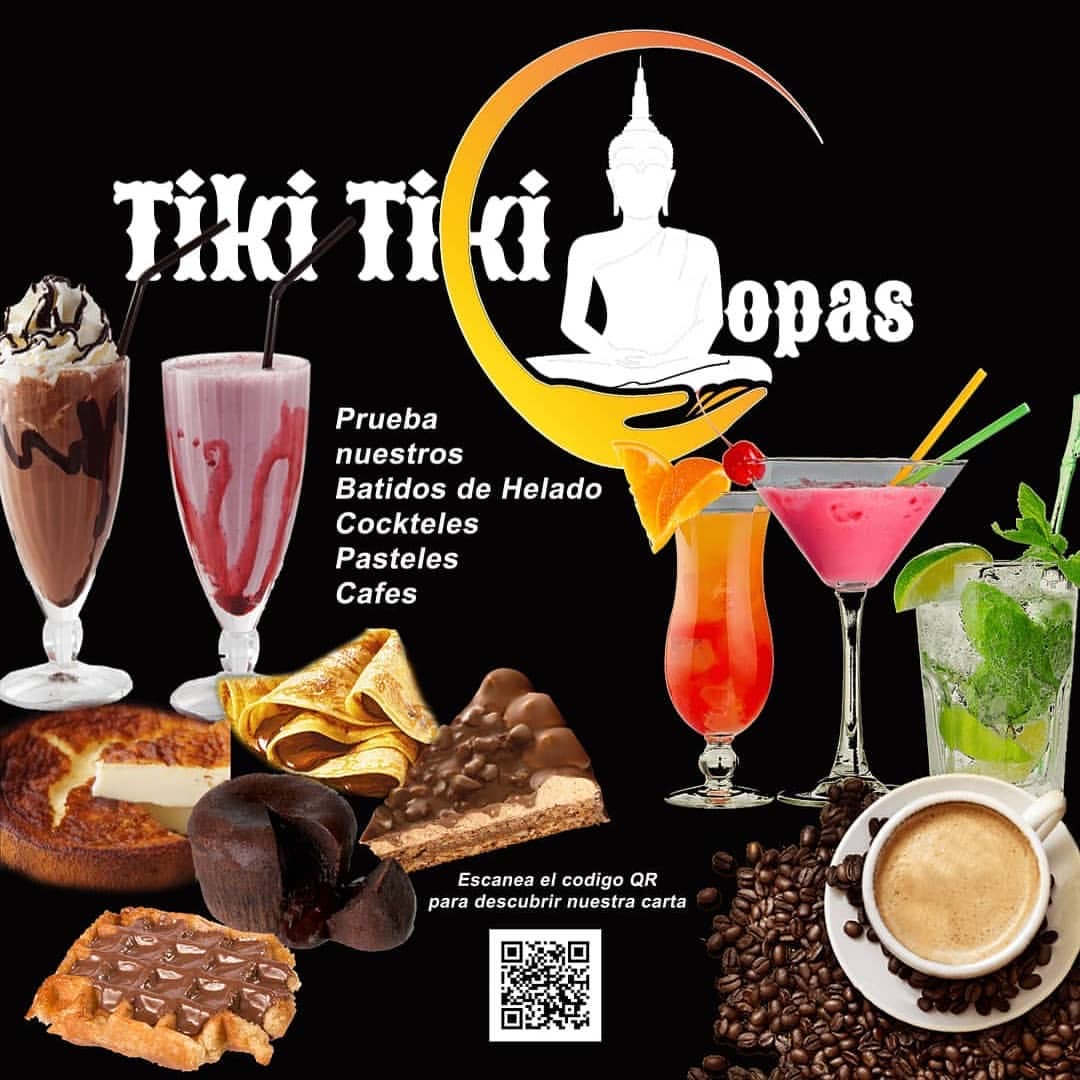 Tiki Tiki
Copas
Prueba
nuestros
Batidos de Helado
Cockteles
Pasteles
Cafes
Escanea el codigo QR
para descubrir nuestra carta